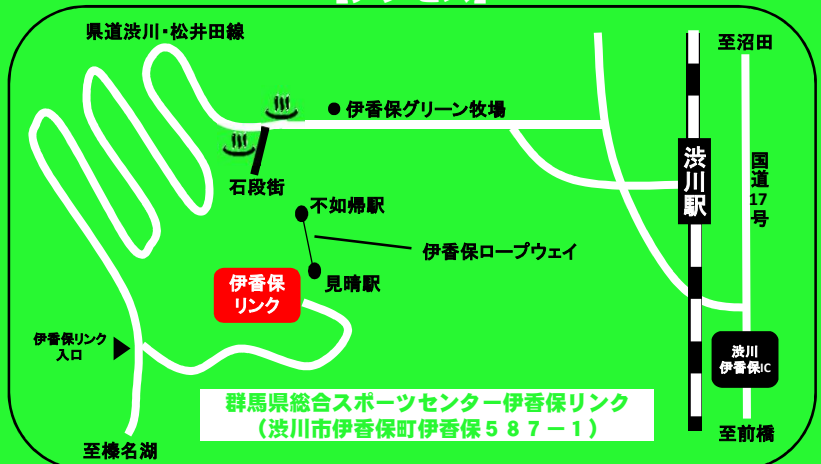 県道渋川・松井田線
至沼田
伊香保グリーン牧場
渋川駅
国道17号
石段街
不如帰駅
伊香保ロープウェイ
見晴駅
伊香保
リンク
伊香保リンク
入口
渋川
伊香保IC
群馬県総合スポーツセンター伊香保リンク
（渋川市伊香保町伊香保５８７－１）
至前橋
至榛名湖